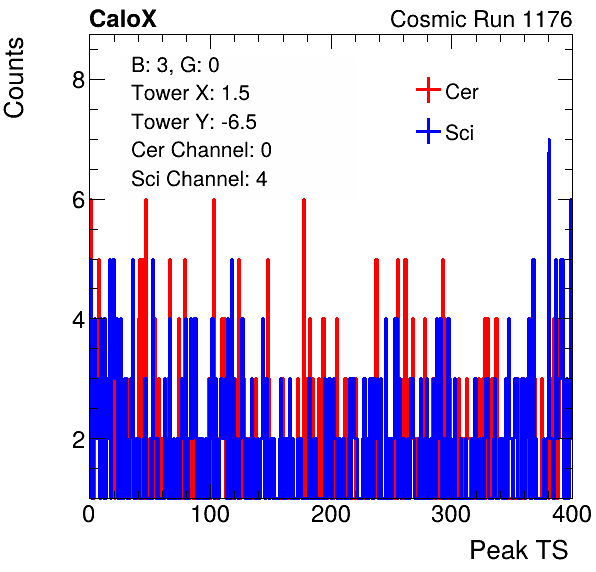 CaloX Cosmic Run 1176
Counts
B: 3, G: 0
Tower X: 1.5
Tower Y: -6.5
Cer Channel: 0
Sci Channel: 4
Cer
Sci
8
6
4
2
0 100 200 300 400
Peak TS